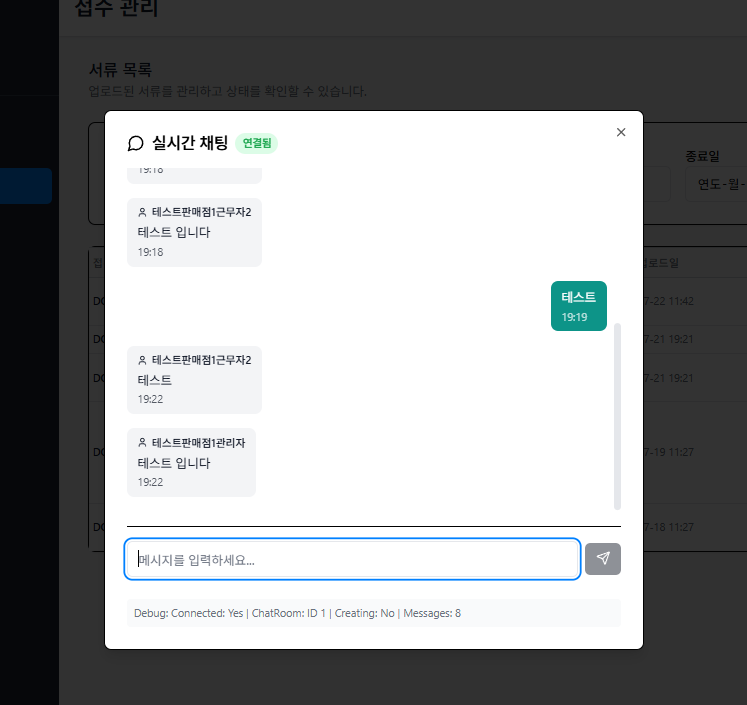 접수 관리
서류 목록
업로드된 서류를 관리하고 상태를 확인할 수 있습니다.
종료일
연도-월-
실시간 채팅 연결됨
19:18
테스트판매점1근무자2
테스트 입니다
19:18
테스트
19:19
테스트판매점1근무자2
테스트
19:22
테스트판매점1관리자
테스트 입니다
19:22
메시지를 입력하세요...
Debug: Connected: Yes | ChatRoom: ID 1 | Creating: No | Messages: 8
접
로드일
DO
7-22 11:42
DO
7-21 19:21
DO
7-21 19:21
DO
7-19 11:27
DO
7-18 11:27